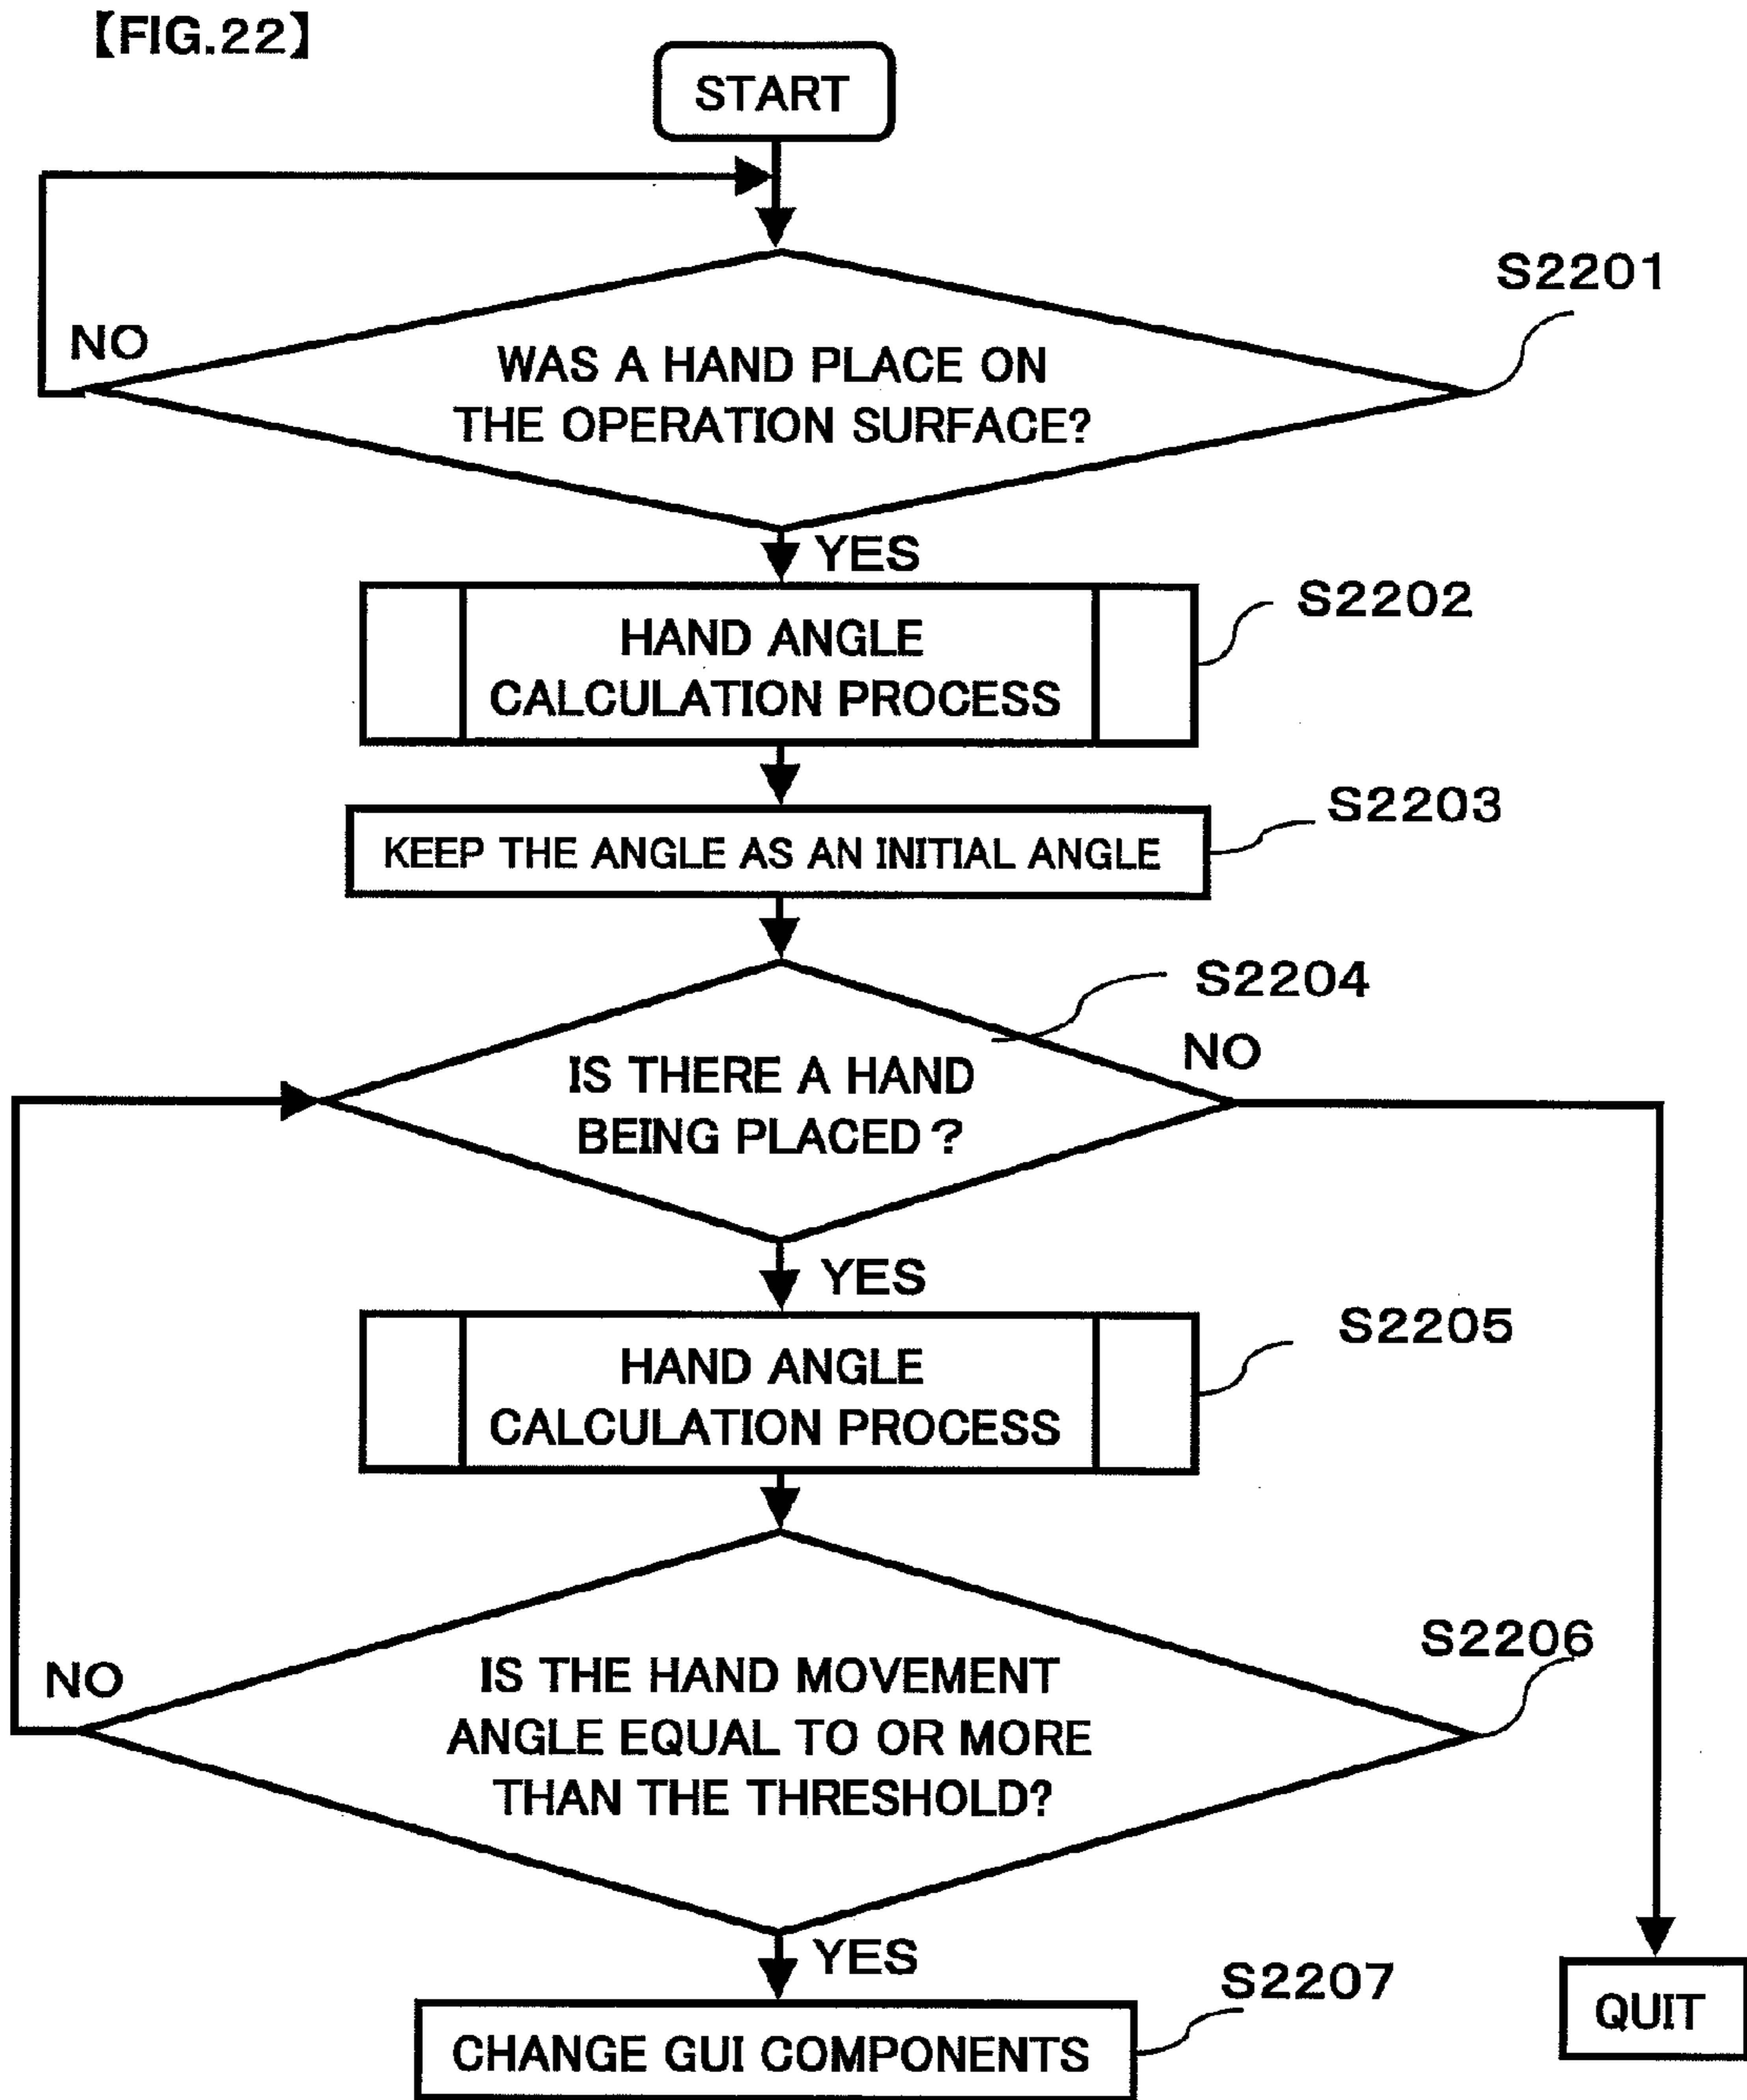 【FIG.22】
START
S2201
NO
WAS A HAND PLACE ON
THE OPERATION SURFACE?
YES
S2202
HAND ANGLE
CALCULATION PROCESS
S2203
KEEP THE ANGLE AS AN INITIAL ANGLE
S2204
NO
IS THERE A HAND
BEING PLACED?
YES
S2205
HAND ANGLE
CALCULATION PROCESS
S2206
NO
IS THE HAND MOVEMENT
ANGLE EQUAL TO OR MORE
THAN THE THRESHOLD?
YES
S2207
CHANGE GUI COMPONENTS
QUIT